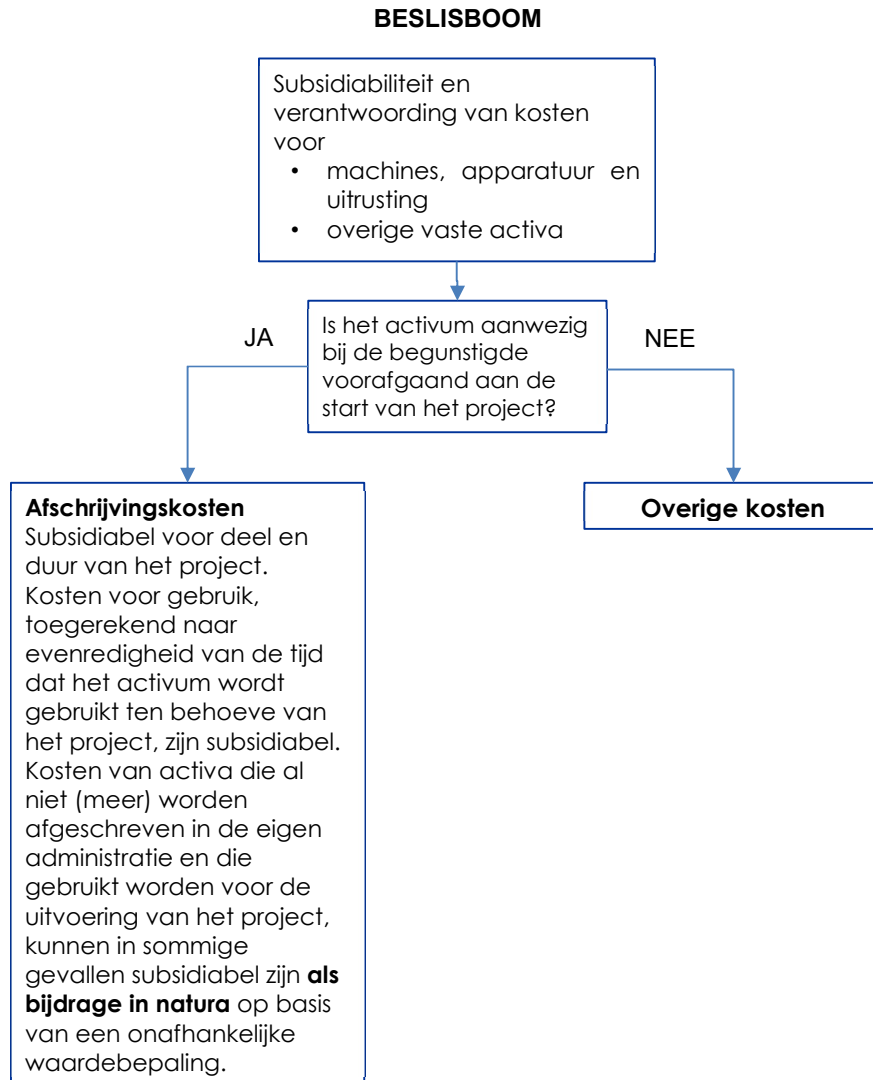 BESLISBOOM
Subsidiabiliteit en
verantwoording van kosten
voor
• machines, apparatuur en
uitrusting
• overige vaste activa
JA
Is het activum aanwezig
bij de begunstigde
voorafgaand aan de
start van het project?
NEE
Afschrijvingskosten
Subsidiabel voor deel en
duur van het project.
Kosten voor gebruik,
toegerekend naar
evenredigheid van de tijd
dat het activum wordt
gebruikt ten behoeve van
het project, zijn subsidiabel.
Kosten van activa die al
niet (meer) worden
afgeschreven in de eigen
administratie en die
gebruikt worden voor de
uitvoering van het project,
kunnen in sommige
gevallen subsidiabel zijn als
bijdrage in natura op basis
van een onafhankelijke
waardebepaling.
Overige kosten